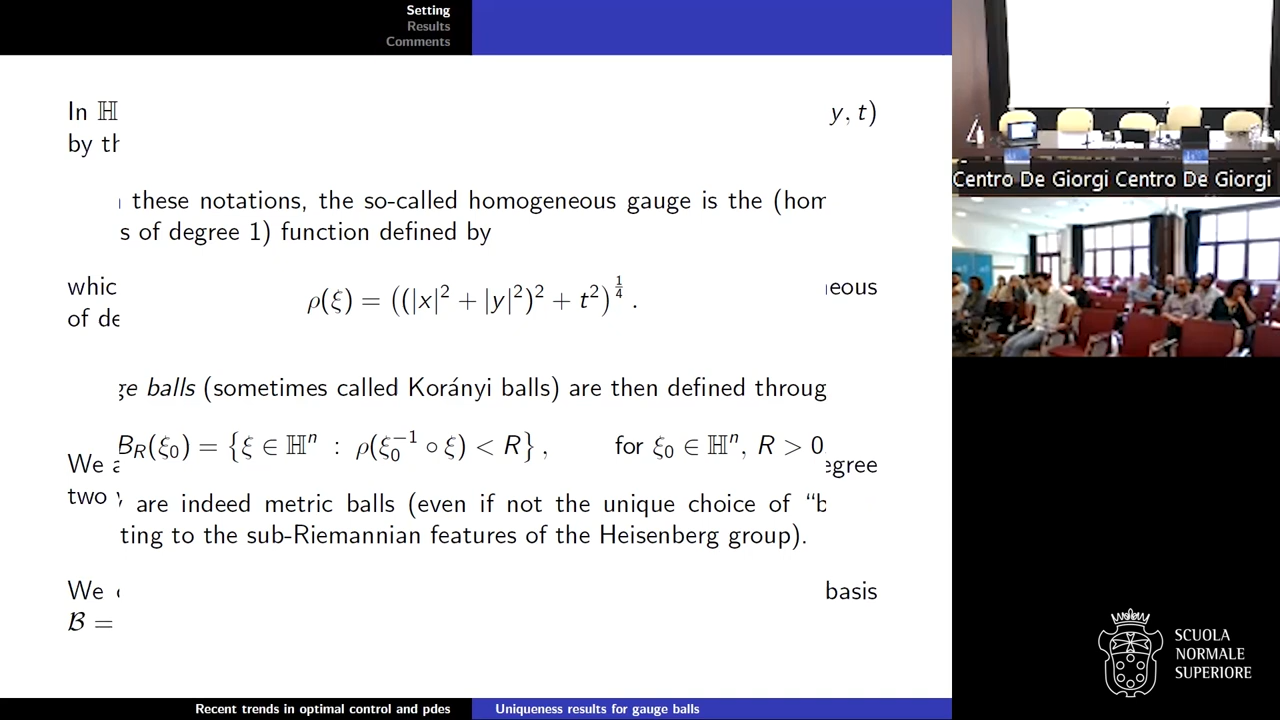 Setting
Results
Comments
In ℍ y, t)
by th
these notations, the so-called homogeneous gauge is the (hom
s of degree 1) function defined by
which eous
ρ(ξ) = ((|x|² + |y|²)² + t²)^{1/4} .
of de
ge balls (sometimes called Korányi balls) are then defined throug
B_R(ξ₀) = {ξ ∈ ℍⁿ : ρ(ξ₀⁻¹ ∘ ξ) < R} , for ξ₀ ∈ ℍⁿ, R > 0
We a egree
two
are indeed metric balls (even if not the unique choice of “b
ting to the sub-Riemannian features of the Heisenberg group).
We basis
ℬ =
Recent trends in optimal control and pdes
Uniqueness results for gauge balls
Centro De Giorgi Centro De Giorgi
SCUOLA
NORMALE
SUPERIORE